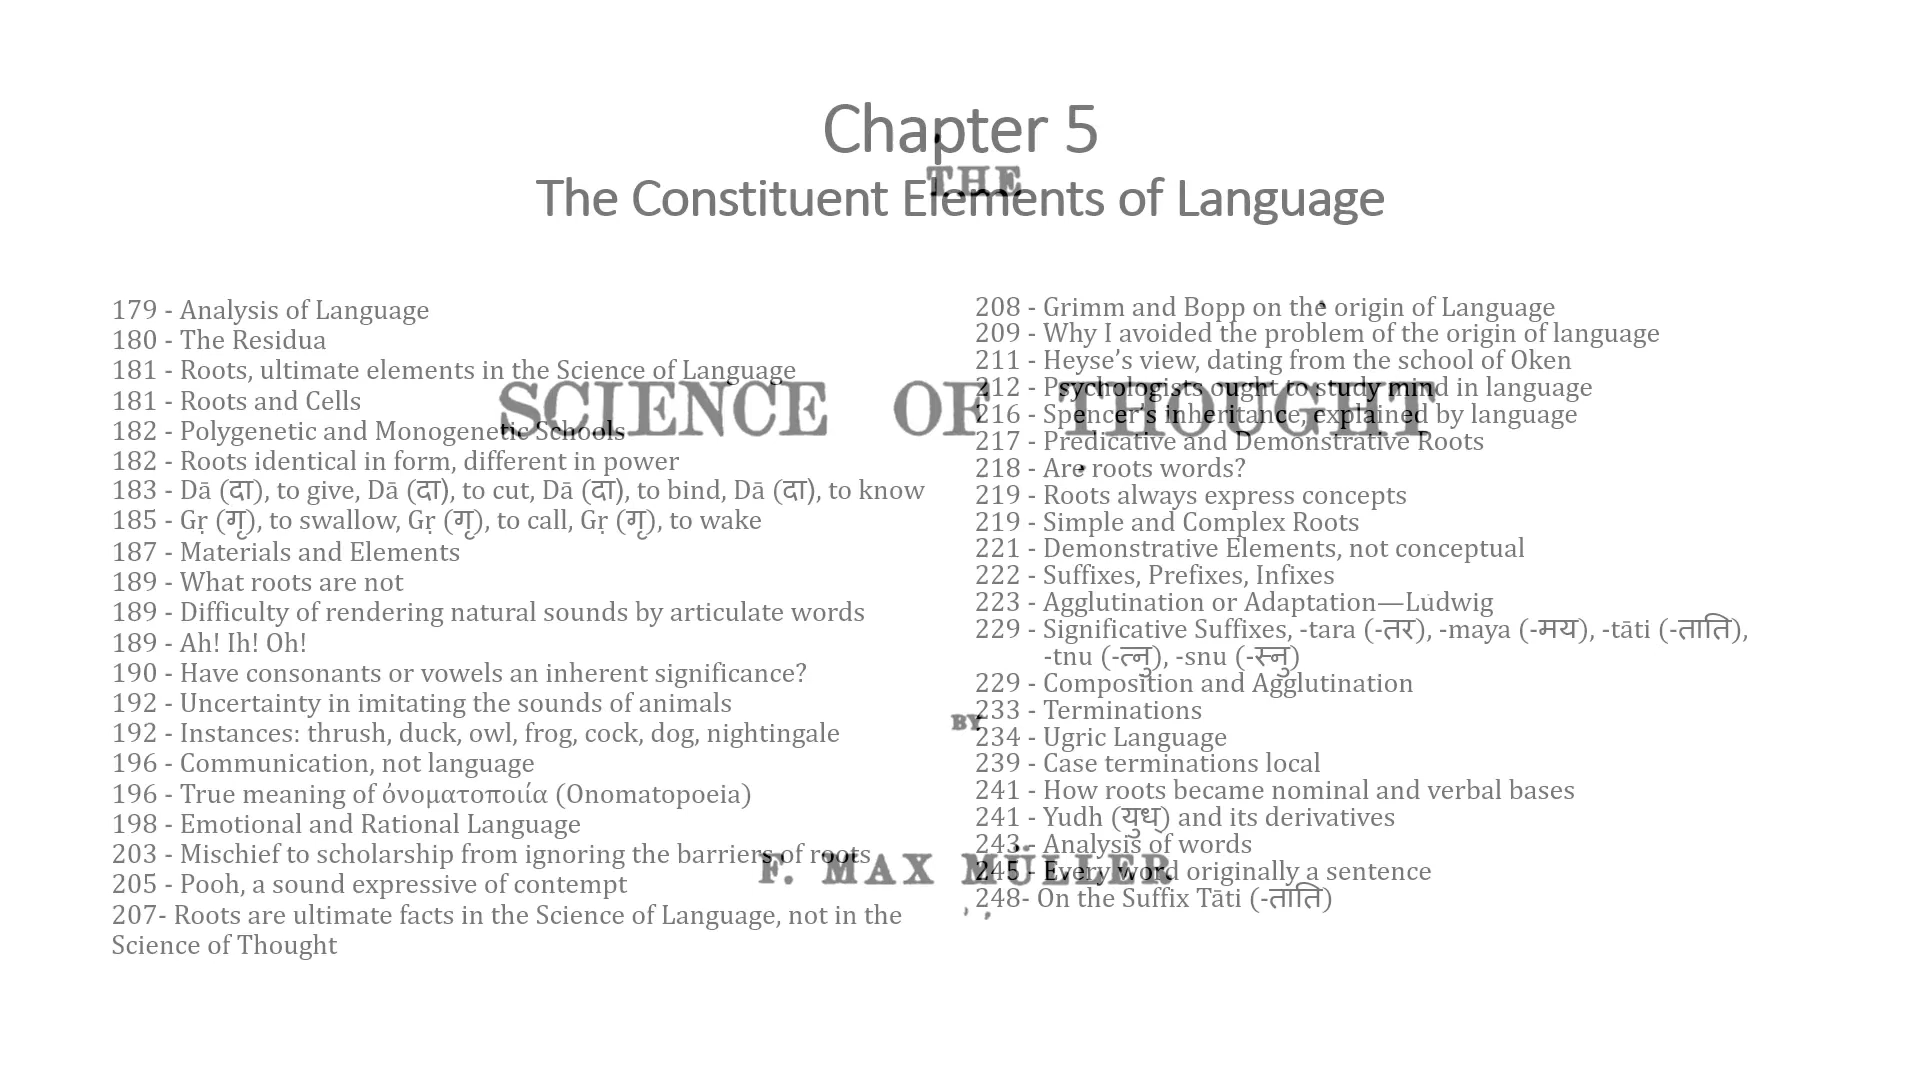 Chapter 5
THE
The Constituent Elements of Language
179 - Analysis of Language
180 - The Residua
181 - Roots, ultimate elements in the Science of Language
181 - Roots and Cells
182 - Polygenetic and Monogenetic Schools
182 - Roots identical in form, different in power
183 - Dā (दा), to give, Dā (दा), to cut, Dā (दा), to bind, Dā (दा), to know
185 - Gṛ (गृ), to swallow, Gṛ (गृ), to call, Gṛ (गृ), to wake
187 - Materials and Elements
189 - What roots are not
189 - Difficulty of rendering natural sounds by articulate words
189 - Ah! Ih! Oh!
190 - Have consonants or vowels an inherent significance?
192 - Uncertainty in imitating the sounds of animals
192 - Instances: thrush, duck, owl, frog, cock, dog, nightingale
196 - Communication, not language
196 - True meaning of ὀνοματοποιία (Onomatopoeia)
198 - Emotional and Rational Language
203 - Mischief to scholarship from ignoring the barriers of roots
205 - Pooh, a sound expressive of contempt
207- Roots are ultimate facts in the Science of Language, not in the
Science of Thought
208 - Grimm and Bopp on the origin of Language
209 - Why I avoided the problem of the origin of language
211 - Heyse’s view, dating from the school of Oken
212 - Psychologists ought to study mind in language
216 - Spencer’s inheritance, explained by language
217 - Predicative and Demonstrative Roots
218 - Are roots words?
219 - Roots always express concepts
219 - Simple and Complex Roots
221 - Demonstrative Elements, not conceptual
222 - Suffixes, Prefixes, Infixes
223 - Agglutination or Adaptation—Ludwig
229 - Significative Suffixes, -tara (-तर), -maya (-मय), -tāti (-ताति),
-tnu (-त्नु), -snu (-स्नु)
229 - Composition and Agglutination
233 - Terminations
234 - Ugric Language
239 - Case terminations local
241 - How roots became nominal and verbal bases
241 - Yudh (युध्) and its derivatives
243 - Analysis of words
245 - Every word originally a sentence
248- On the Suffix Tāti (-ताति)
SCIENCE OF THOUGHT
BY
F. MAX MÜLLER